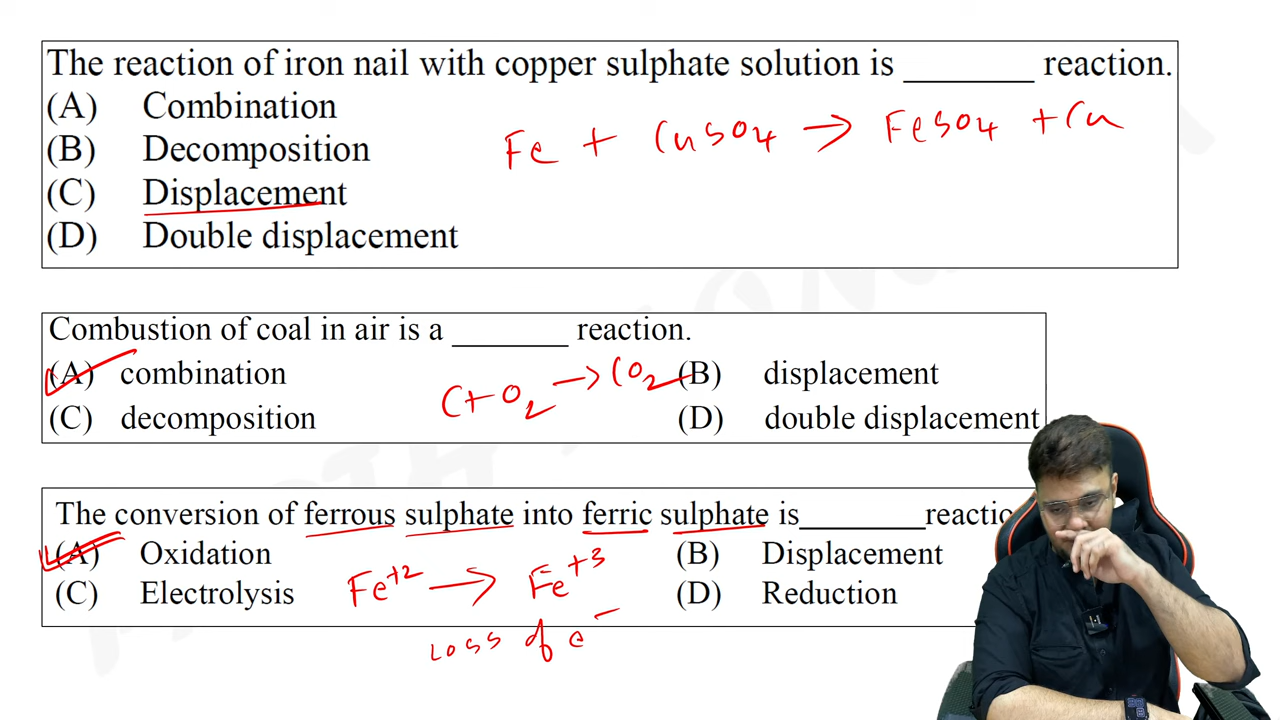 The reaction of iron nail with copper sulphate solution is ________ reaction.
(A) Combination
(B) Decomposition
(C) Displacement
(D) Double displacement
Fe + CuSO4 → FeSO4 + Cu
Combustion of coal in air is a _______ reaction.
(A) combination (B) displacement
(C) decomposition (D) double displacement
C + O2 → CO2
The conversion of ferrous sulphate into ferric sulphate is________reactio
(A) Oxidation (B) Displacement
(C) Electrolysis (D) Reduction
Fe+2 → Fe+3
Loss of e−